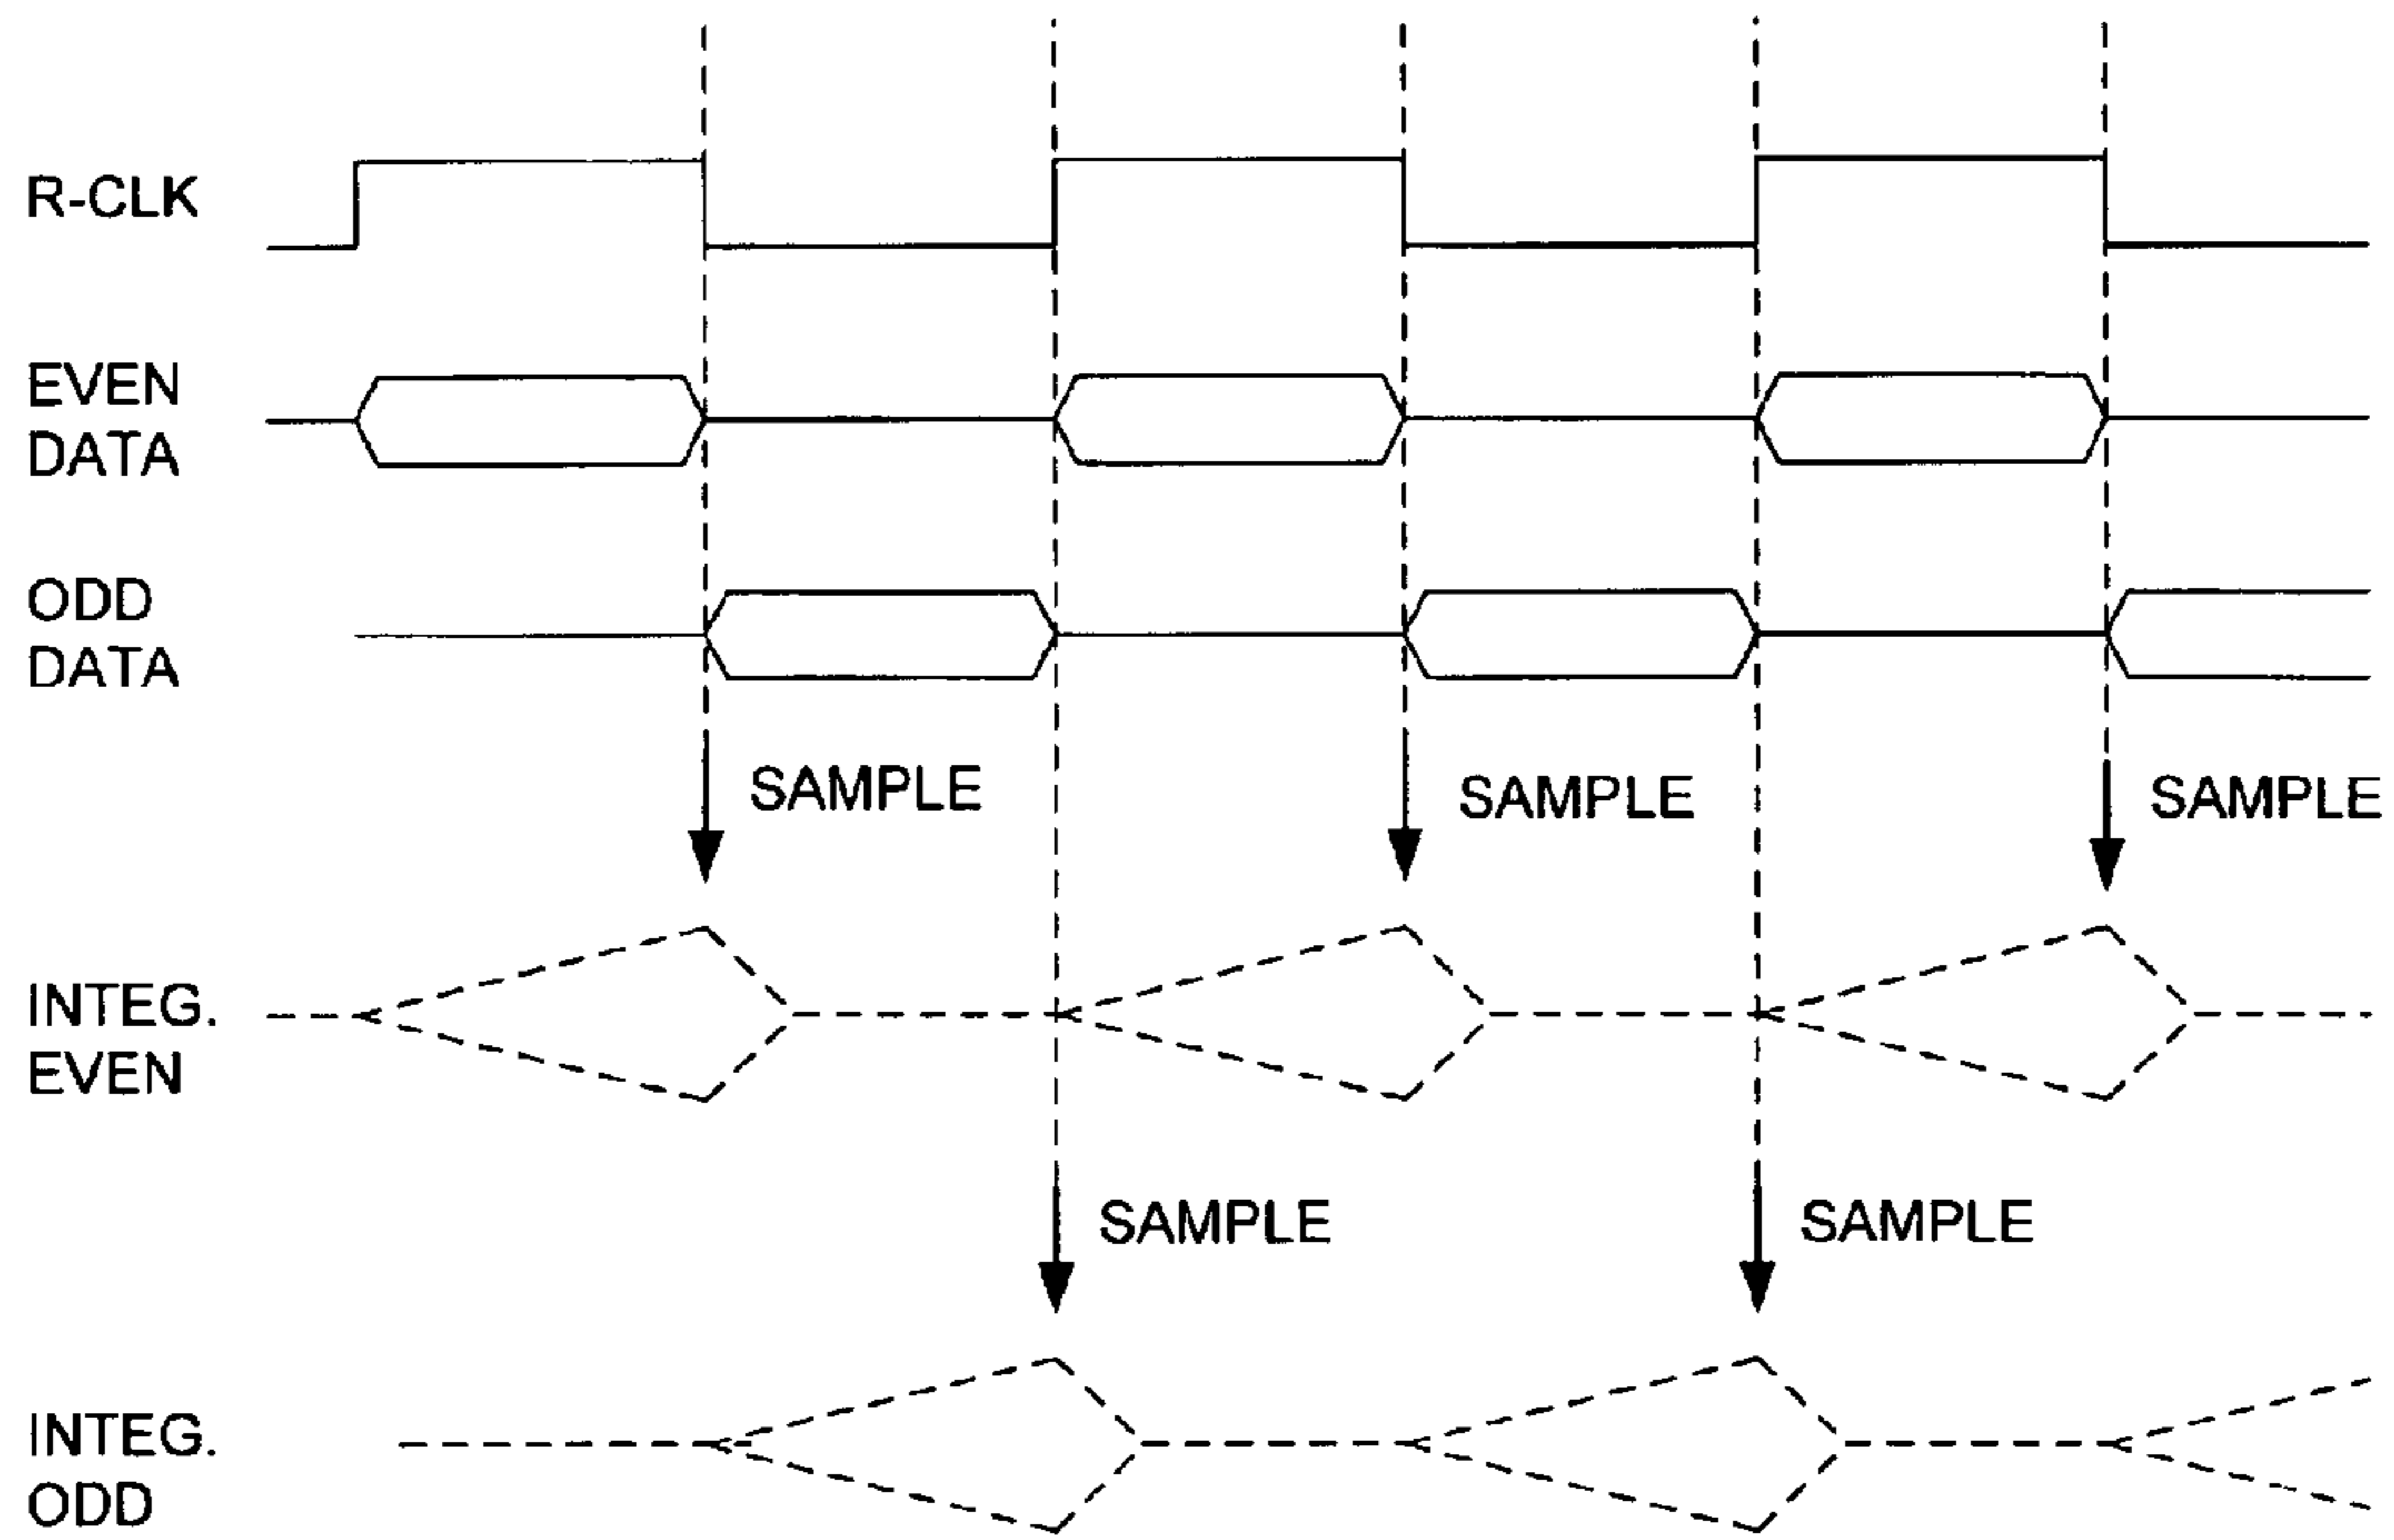 R-CLK
EVEN
DATA
ODD
DATA
SAMPLE
SAMPLE
SAMPLE
INTEG.
EVEN
SAMPLE
SAMPLE
INTEG.
ODD